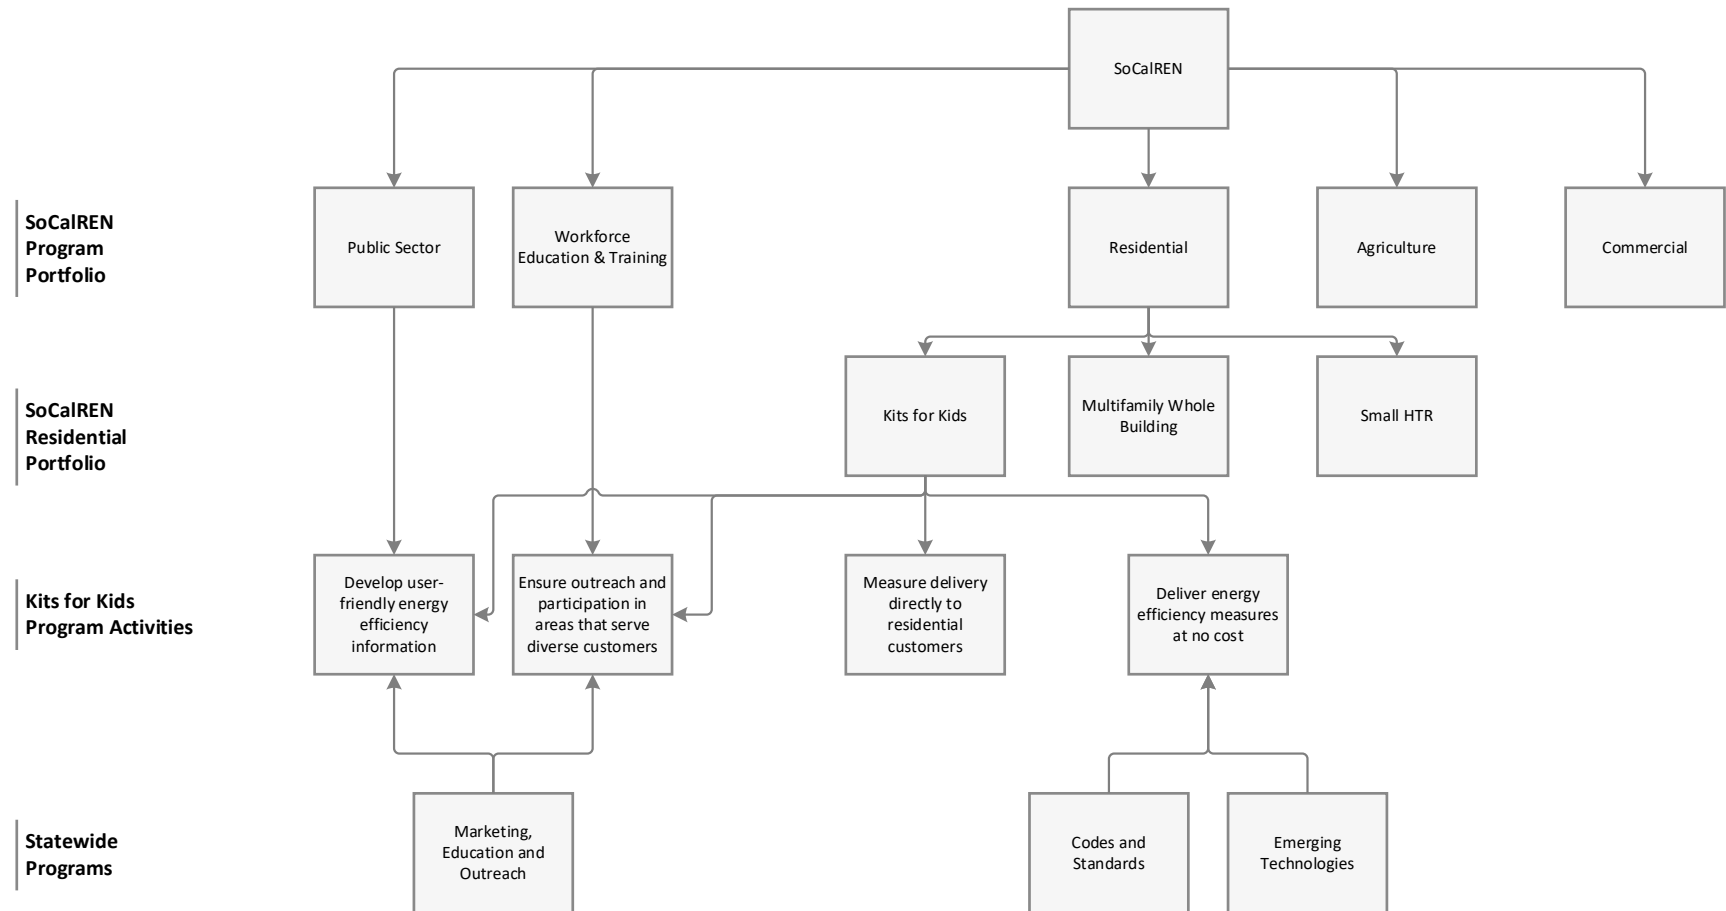 SoCalREN
SoCalREN
Program
Portfolio
Public Sector
Workforce
Education & Training
Residential
Agriculture
Commercial
SoCalREN
Residential
Portfolio
Kits for Kids
Multifamily Whole
Building
Small HTR
Kits for Kids
Program Activities
Develop user-
friendly energy
efficiency
information
Ensure outreach and
participation in
areas that serve
diverse customers
Measure delivery
directly to
residential
customers
Deliver energy
efficiency measures
at no cost
Statewide
Programs
Marketing,
Education and
Outreach
Codes and
Standards
Emerging
Technologies